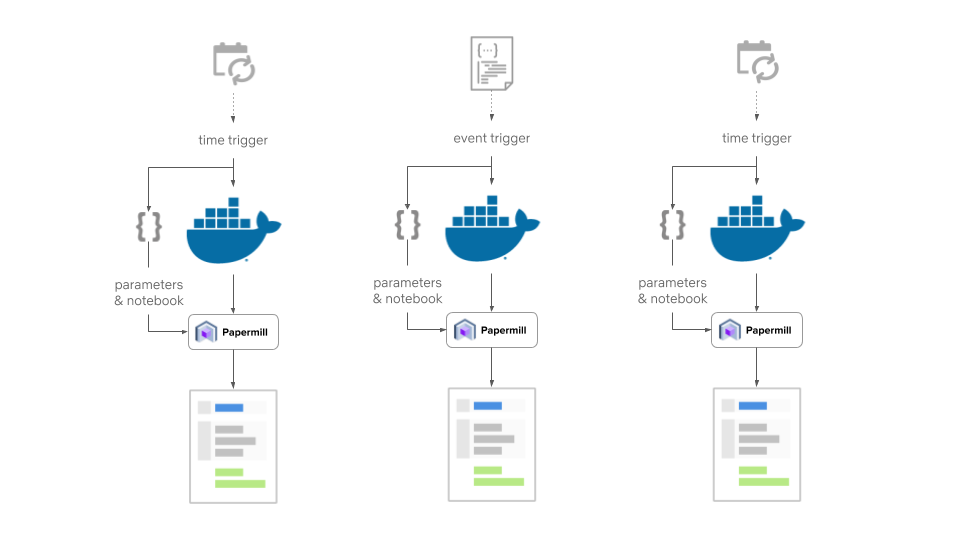 {...}
time trigger
event trigger
time trigger
{ }
{ }
{ }
parameters
& notebook
parameters
& notebook
parameters
& notebook
Papermill
Papermill
Papermill